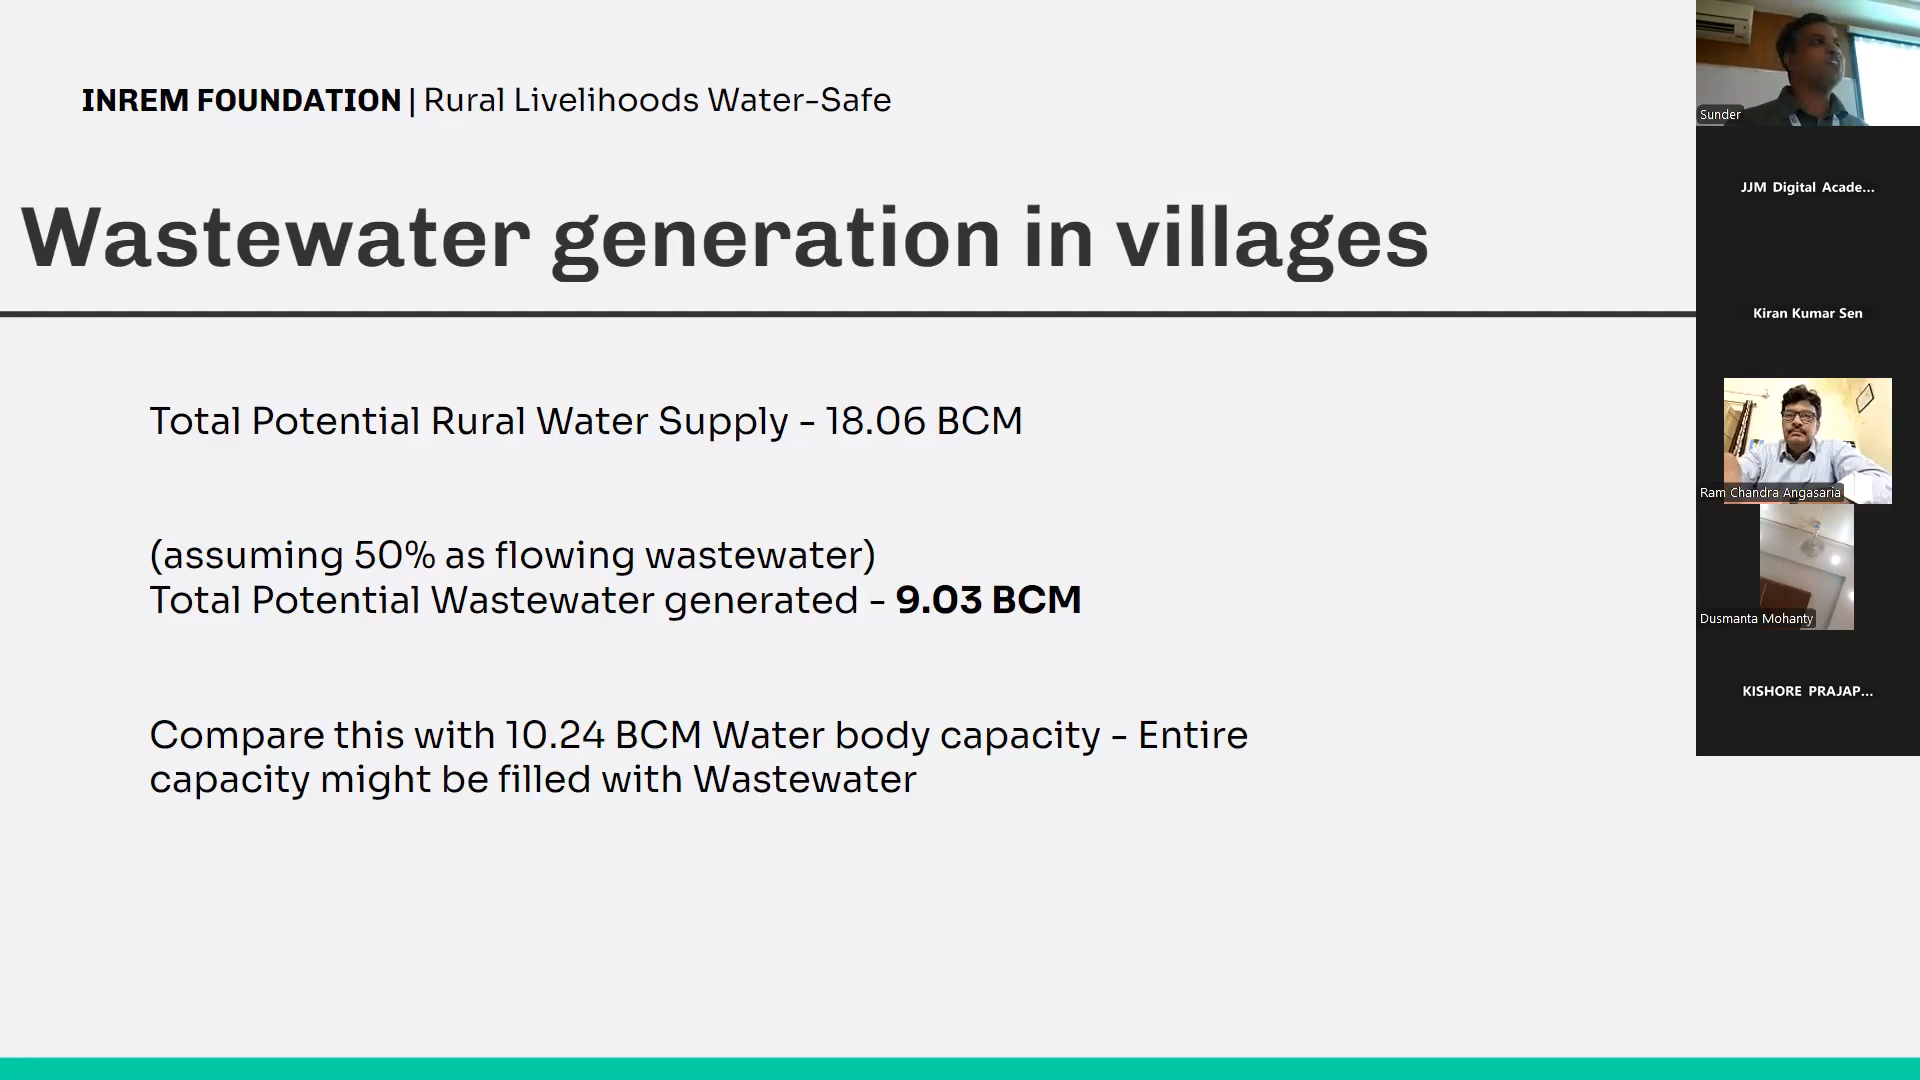 INREM FOUNDATION | Rural Livelihoods Water-Safe
Wastewater generation in villages
Total Potential Rural Water Supply - 18.06 BCM
(assuming 50% as flowing wastewater)
Total Potential Wastewater generated - 9.03 BCM
Compare this with 10.24 BCM Water body capacity - Entire
capacity might be filled with Wastewater
Sunder
JJM Digital Acade...
Kiran Kumar Sen
Ram Chandra Angasaria
Dusmanta Mohanty
KISHORE PRAJAP...